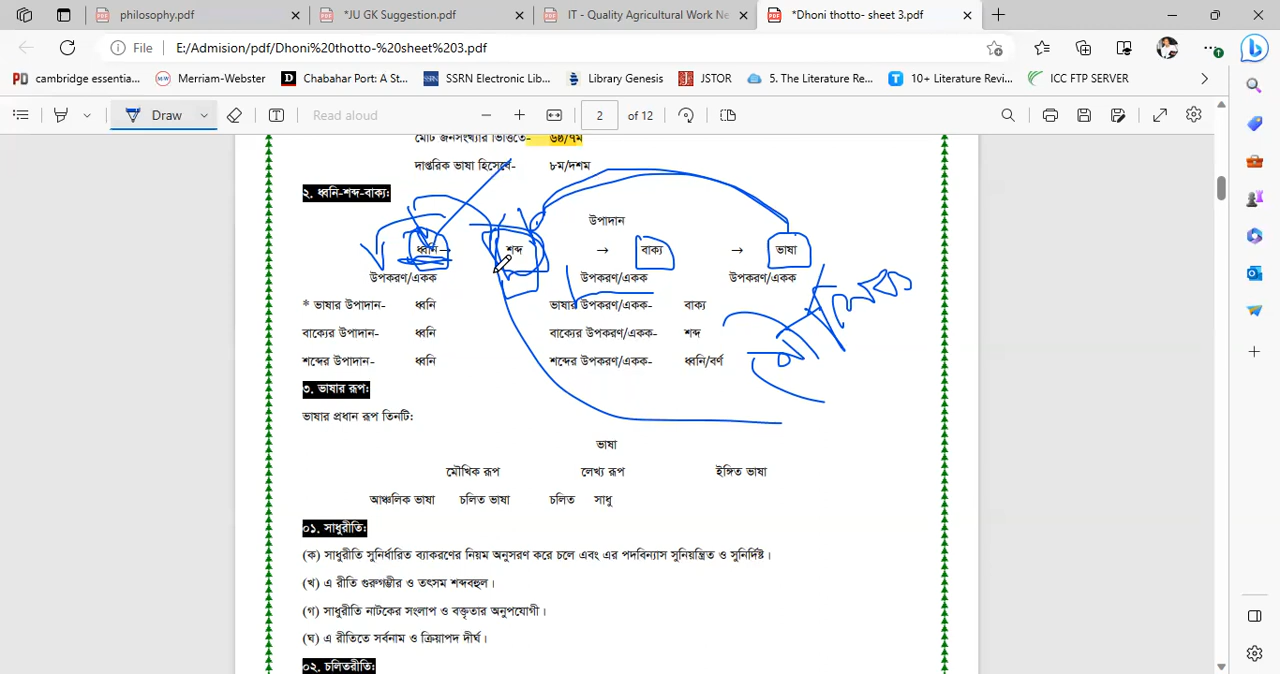 philosophy.pdf
*JU GK Suggestion.pdf
IT - Quality Agricultural Work Ne
*Dhoni thotto- sheet 3.pdf
File E:/Admision/pdf/Dhoni%20thotto-%20sheet%203.pdf
cambridge essentia...
Merriam-Webster
Chabahar Port: A St...
SSRN Electronic Lib...
Library Genesis
JSTOR
5. The Literature Re...
10+ Literature Revi...
ICC FTP SERVER
Draw
Read aloud
2 of 12
মোট জনসংখ্যার ভিত্তিতে- ৬ষ্ঠ/৭ম
দাপ্তরিক ভাষা হিসেবে- ৮ম/দশম
২. ধ্বনি-শব্দ-বাক্য:
উপাদান
ধ্বনি→ শব্দ → বাক্য → ভাষা
উপকরণ/একক উপকরণ/একক উপকরণ/একক
* ভাষার উপাদান- ধ্বনি ভাষার উপকরণ/একক- বাক্য
বাক্যের উপাদান- ধ্বনি বাক্যের উপকরণ/একক- শব্দ
শব্দের উপাদান- ধ্বনি শব্দের উপকরণ/একক- ধ্বনি/বর্ণ
৩. ভাষার রূপ:
ভাষার প্রধান রূপ তিনটি:
ভাষা
মৌখিক রূপ লেখ্য রূপ ইঙ্গিত ভাষা
আঞ্চলিক ভাষা চলিত ভাষা চলিত সাধু
০১. সাধুরীতি:
(ক) সাধুরীতি সুনির্ধারিত ব্যাকরণের নিয়ম অনুসরণ করে চলে এবং এর পদবিন্যাস সুনিয়ন্ত্রিত ও সুনির্দিষ্ট।
(খ) এ রীতি গুরুগম্ভীর ও তৎসম শব্দবহুল।
(গ) সাধুরীতি নাটকের সংলাপ ও বক্তৃতার অনুপযোগী।
(ঘ) এ রীতিতে সর্বনাম ও ক্রিয়াপদ দীর্ঘ।
০২. চলিতরীতি: